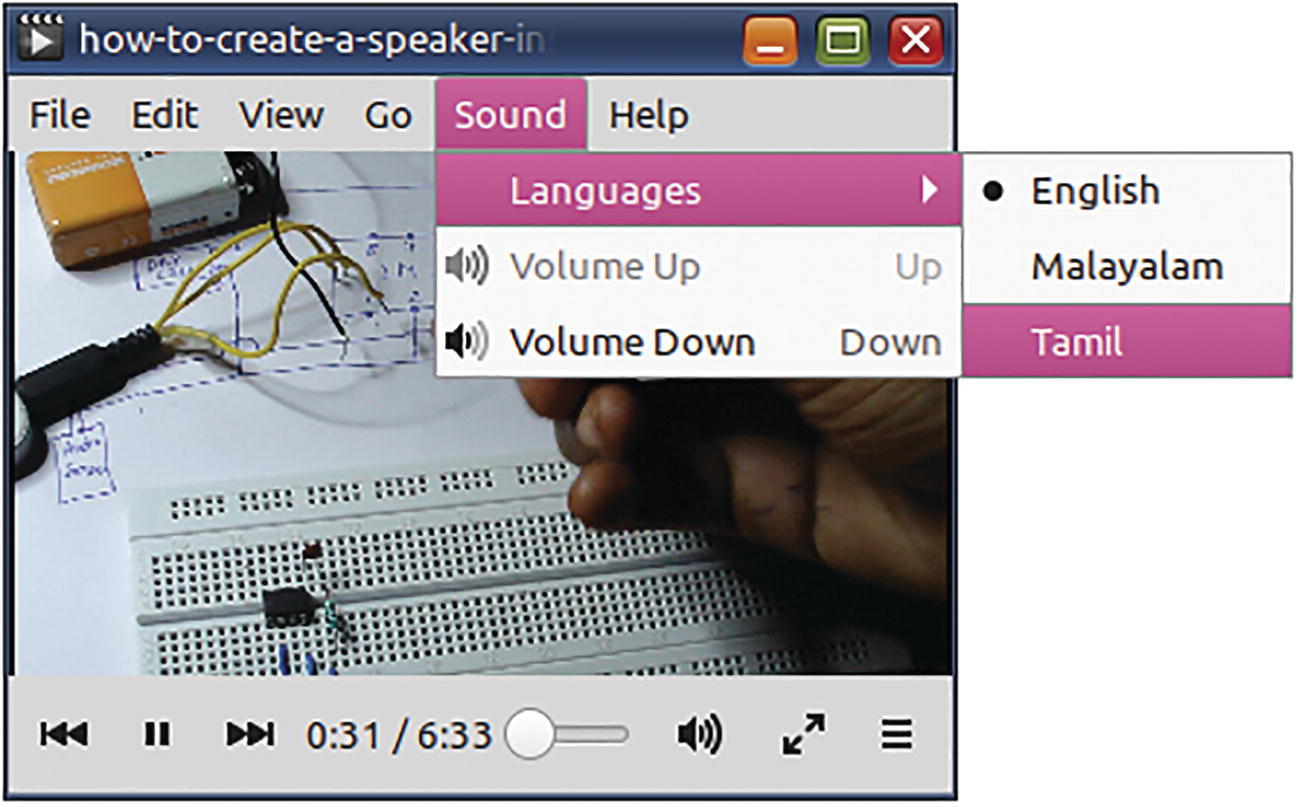 how-to-create-a-speaker-in
File Edit View Go Sound Help
Languages
English
Volume Up Up
Malayalam
Volume Down Down
Tamil
0:31 / 6:33